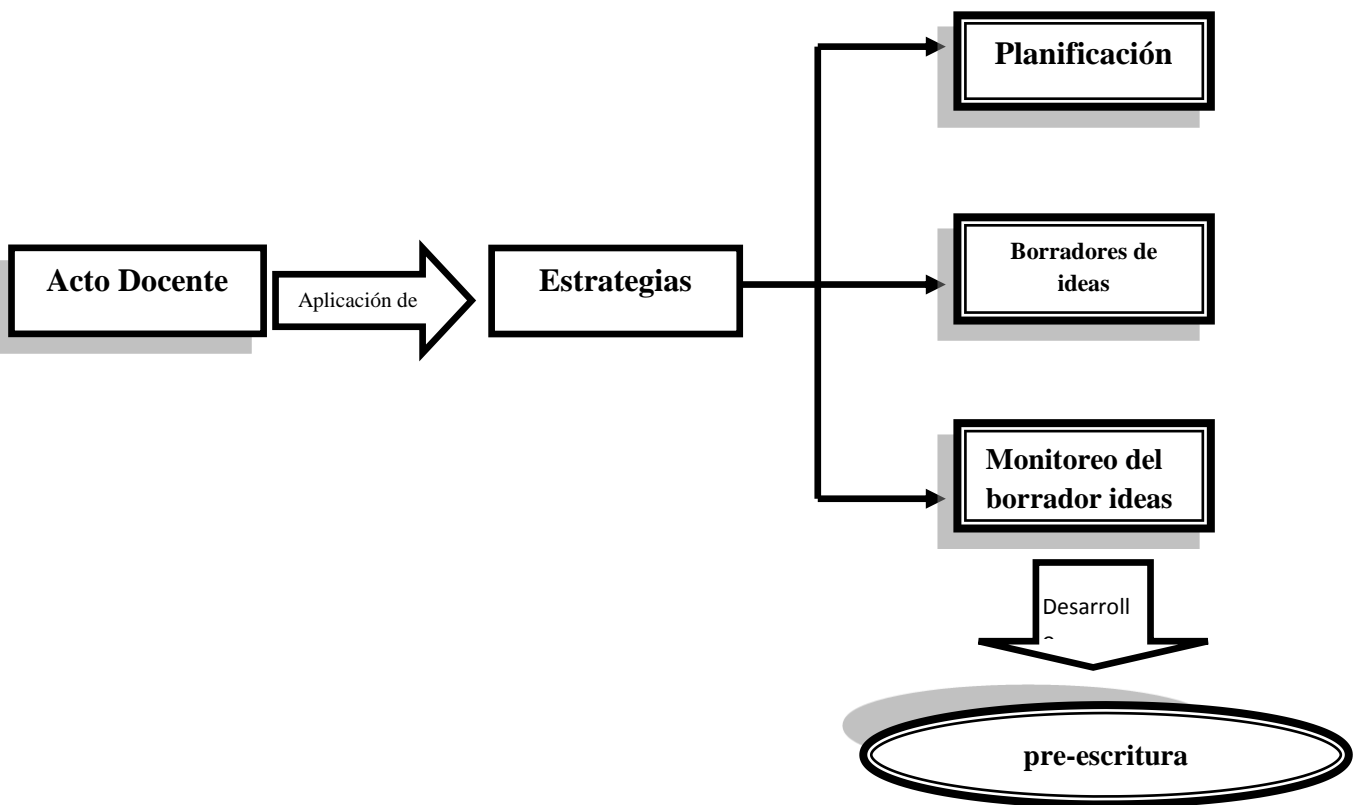 Planificación
Acto Docente
Aplicación de
Estrategias
Borradores de
ideas
Monitoreo del
borrador ideas
Desarroll
pre-escritura